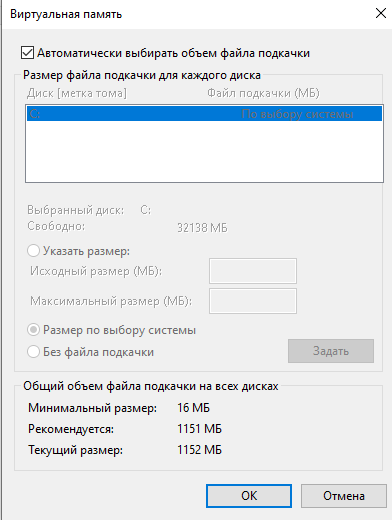 Виртуальная память
Автоматически выбирать объем файла подкачки
Размер файла подкачки для каждого диска
Диск [метка тома] Файл подкачки (МБ)
C: По выбору системы
Выбранный диск: C:
Свободно: 32138 МБ
Указать размер:
Исходный размер (МБ):
Максимальный размер (МБ):
Размер по выбору системы
Без файла подкачки
Задать
Общий объем файла подкачки на всех дисках
Минимальный размер: 16 МБ
Рекомендуется: 1151 МБ
Текущий размер: 1152 МБ
ОК Отмена